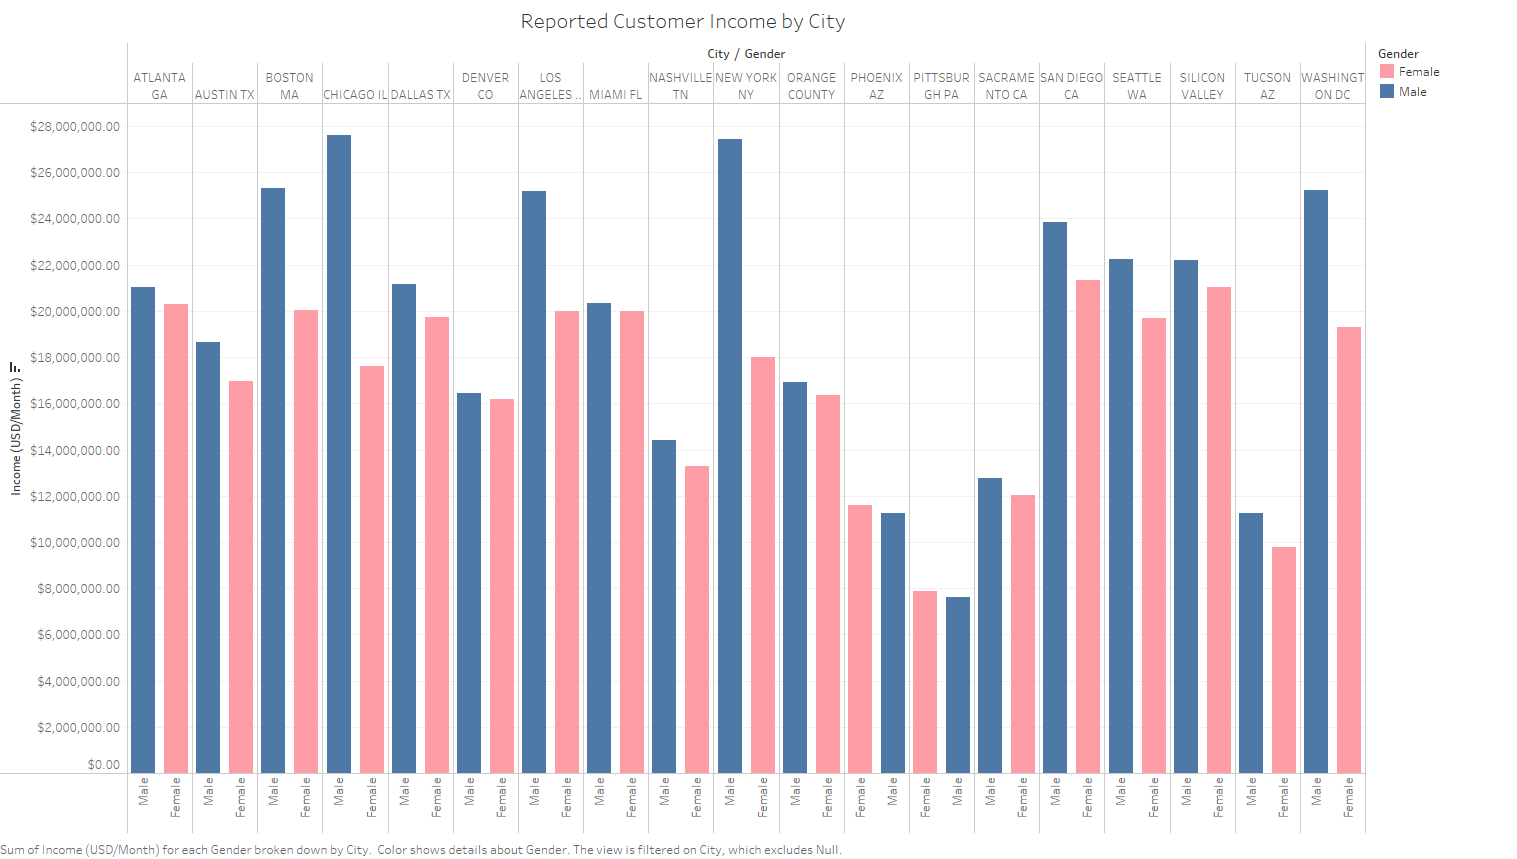 Reported Customer Income by City
City / Gender
ATLANTA GA
AUSTIN TX
BOSTON MA
CHICAGO IL
DALLAS TX
DENVER CO
LOS ANGELES ..
MIAMI FL
NASHVILLE TN
NEW YORK NY
ORANGE COUNTY
PHOENIX AZ
PITTSBUR GH PA
SACRAME NTO CA
SAN DIEGO CA
SEATTLE WA
SILICON VALLEY
TUCSON AZ
WASHINGT ON DC
Gender
Female
Male
Income (USD/Month)
$28,000,000.00
$26,000,000.00
$24,000,000.00
$22,000,000.00
$20,000,000.00
$18,000,000.00
$16,000,000.00
$14,000,000.00
$12,000,000.00
$10,000,000.00
$8,000,000.00
$6,000,000.00
$4,000,000.00
$2,000,000.00
$0.00
Male
Female
Male
Female
Male
Female
Male
Female
Male
Female
Male
Female
Male
Female
Male
Female
Male
Female
Male
Female
Male
Female
Female
Male
Female
Male
Male
Female
Male
Female
Male
Female
Male
Female
Male
Female
Male
Female
Sum of Income (USD/Month) for each Gender broken down by City.  Color shows details about Gender. The view is filtered on City, which excludes Null.